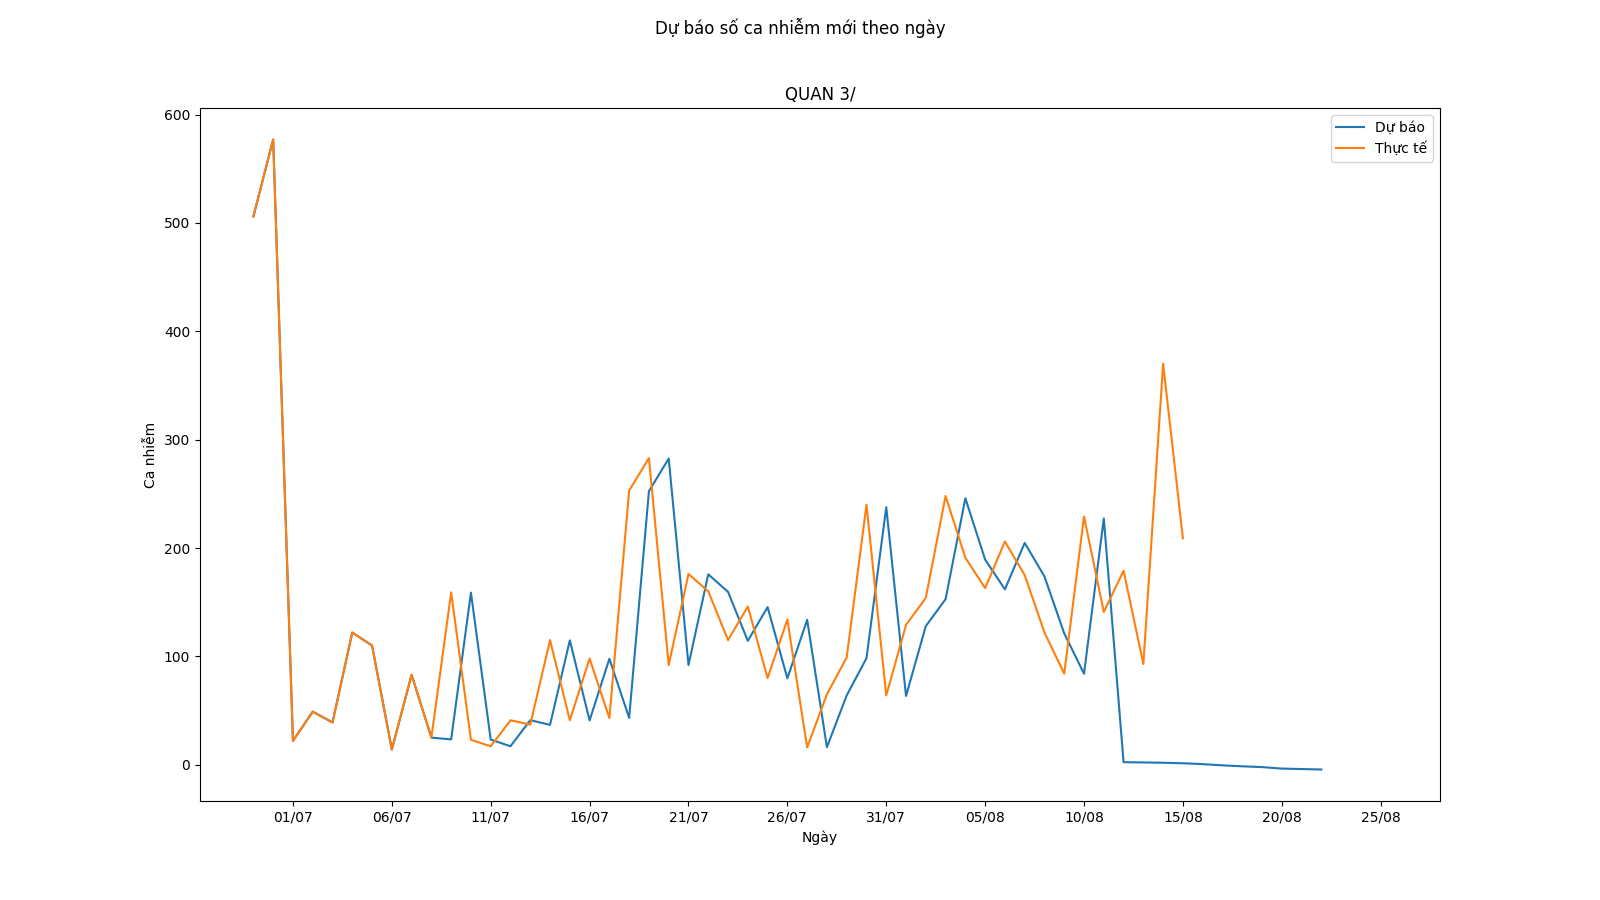 Dự báo số ca nhiễm mới theo ngày
QUAN 3/
Dự báo
Thực tế
600
500
400
300
200
100
0
Ca nhiễm
01/07 06/07 11/07 16/07 21/07 26/07 31/07 05/08 10/08 15/08 20/08 25/08
Ngày